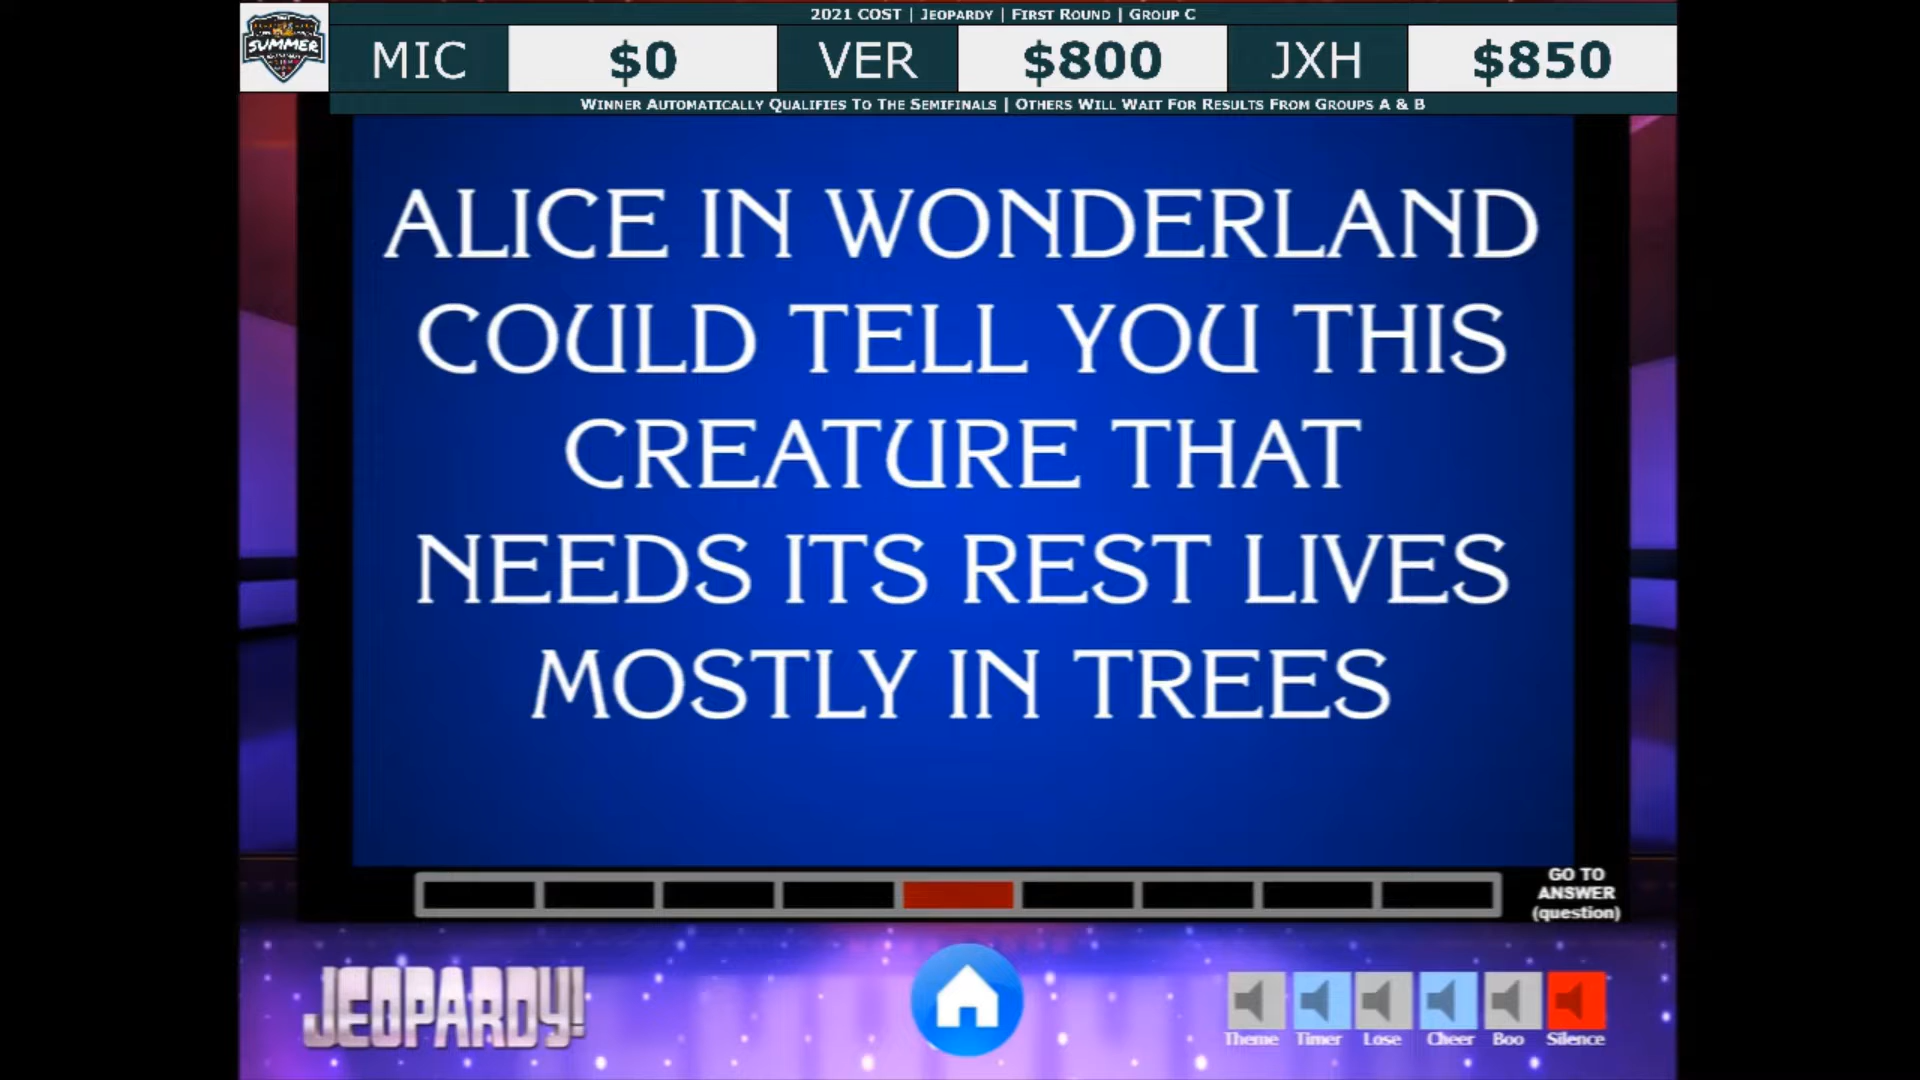 2021 COST | JEOPARDY | FIRST ROUND | GROUP C
SUMMER
MIC $0 VER $800 JXH $850
WINNER AUTOMATICALLY QUALIFIES TO THE SEMIFINALS | OTHERS WILL WAIT FOR RESULTS FROM GROUPS A & B
ALICE IN WONDERLAND
COULD TELL YOU THIS
CREATURE THAT
NEEDS ITS REST LIVES
MOSTLY IN TREES
GO TO
ANSWER
(question)
JEOPARDY!
Theme Timer Lose Cheer Boo Silence